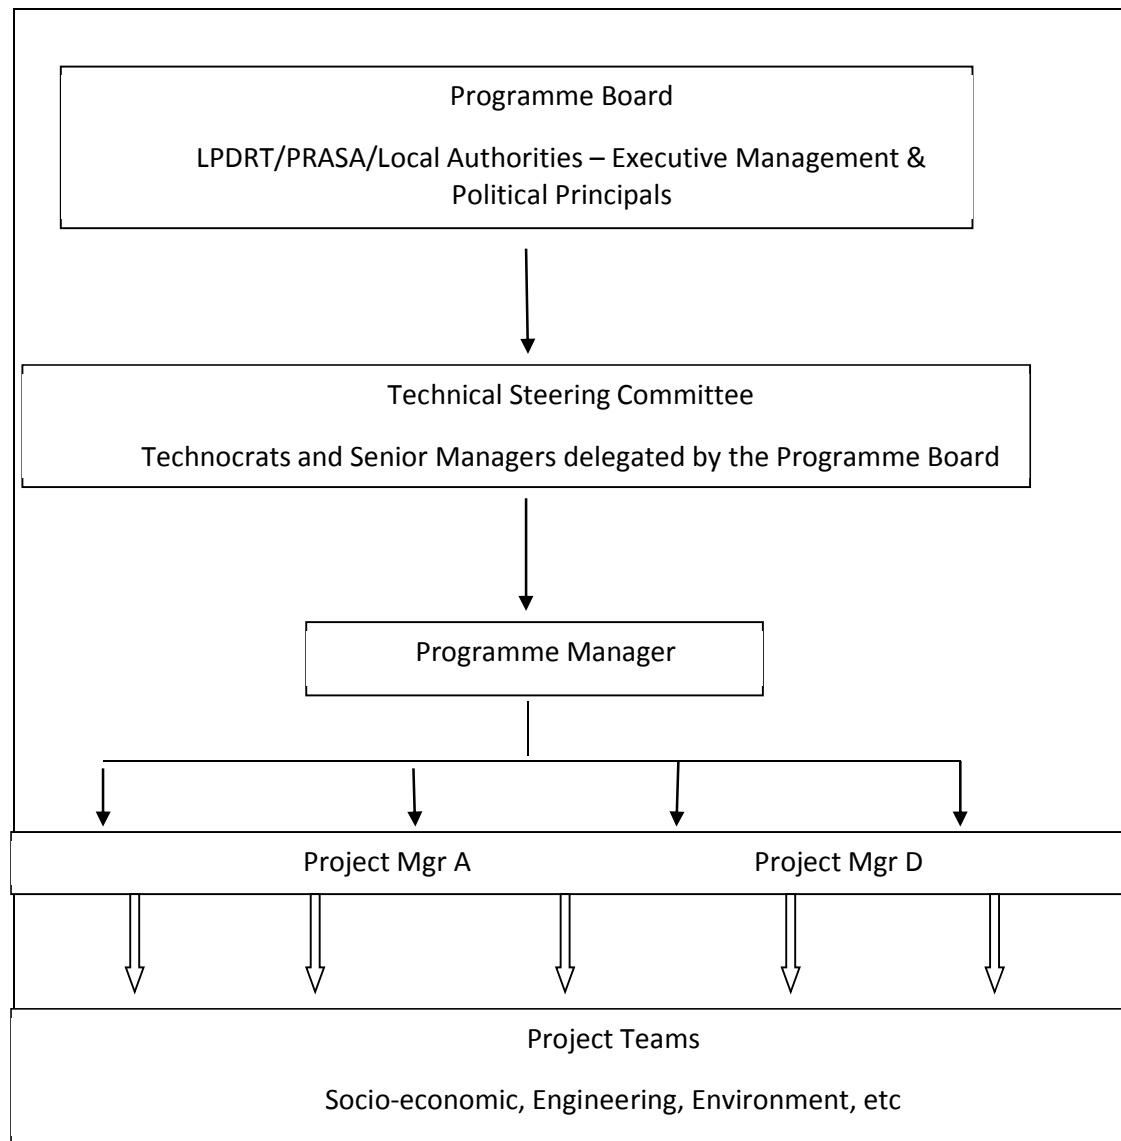 Programme Board
LPDRT/PRASA/Local Authorities – Executive Management &
Political Principals
Technical Steering Committee
Technocrats and Senior Managers delegated by the Programme Board
Programme Manager
Project Mgr A
Project Mgr D
Project Teams
Socio-economic, Engineering, Environment, etc